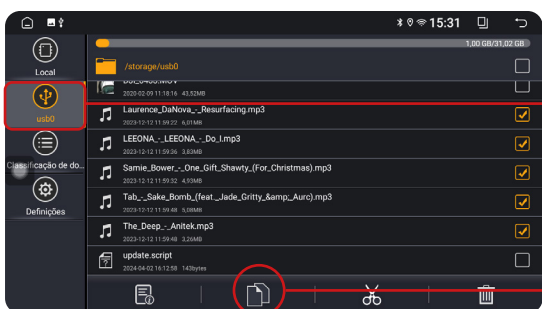 15:31
1,00 GB/31,02 GB
Local
/storage/usb0
2020-02-09 11:18:16 43,52MB
usb0
Laurence_DaNova_-_Resurfacing.mp3
2023-12-12 11:59:22 6,01MB
LEEONA_-_LEEONA_-_Do_I.mp3
2023-12-12 11:59:36 3,83MB
Classificação de do...
Samie_Bower_-_One_Gift_Shawty_(For_Christmas).mp3
2023-12-12 11:59:32 4,93MB
Tab_-_Sake_Bomb_(feat._Jade_Gritty_&amp;_Aurc).mp3
2023-12-12 11:59:48 5,08MB
Definições
The_Deep_-_Anitek.mp3
2023-12-12 11:59:48 3,26MB
update.script
2024-04-02 16:12:58 143bytes